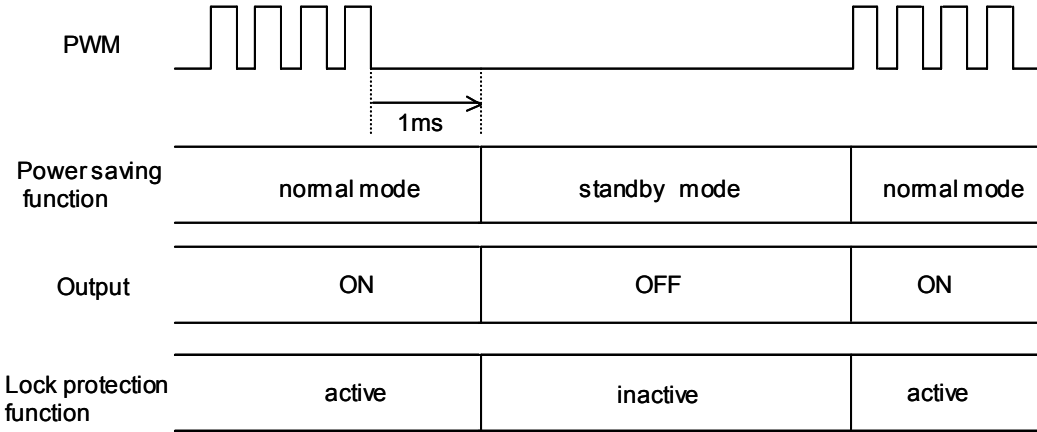 PWM
1ms
Power saving
function
normal mode
standby mode
normal mode
Output
ON
OFF
ON
Lock protection
function
active
inactive
active